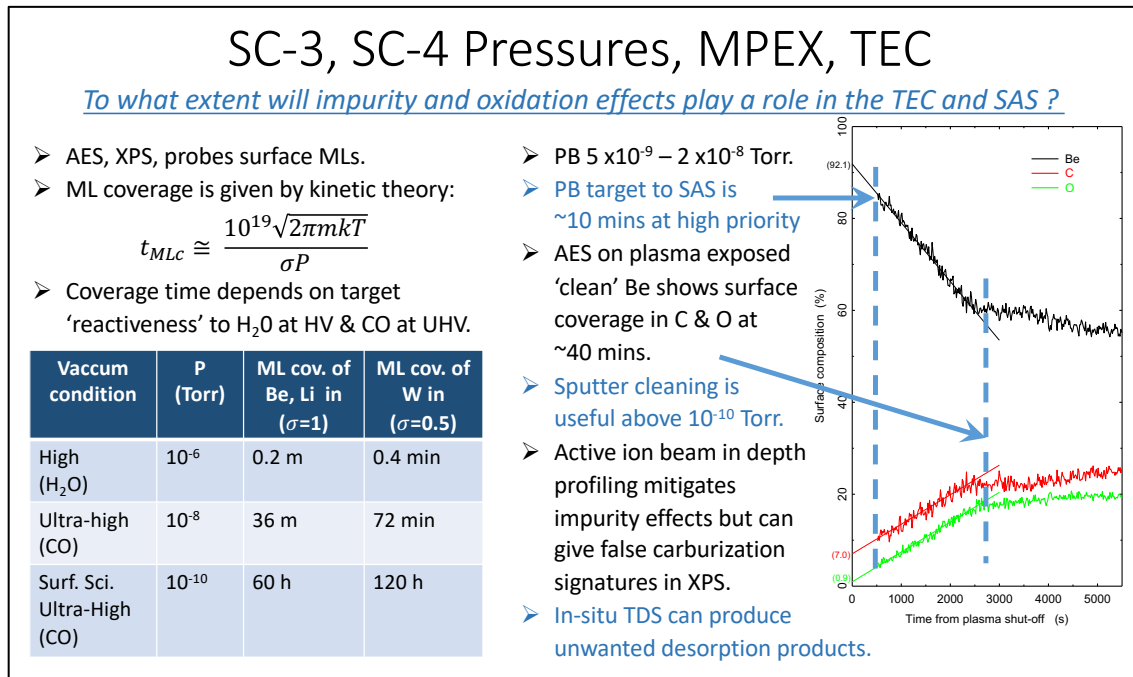 SC-3, SC-4 Pressures, MPEX, TEC
To what extent will impurity and oxidation effects play a role in the TEC and SAS ?
➢ AES, XPS, probes surface MLs.
➢ ML coverage is given by kinetic theory:
t_MLc ≅ 10¹⁹√2πmkT / σP
➢ Coverage time depends on target
‘reactiveness’ to H₂0 at HV & CO at UHV.
Vaccum condition | P (Torr) | ML cov. of Be, Li in (σ=1) | ML cov. of W in (σ=0.5)
High (H₂O) | 10⁻⁶ | 0.2 m | 0.4 min
Ultra-high (CO) | 10⁻⁸ | 36 m | 72 min
Surf. Sci. Ultra-High (CO) | 10⁻¹⁰ | 60 h | 120 h
➢ PB 5 x10⁻⁹ – 2 x10⁻⁸ Torr.
➢ PB target to SAS is
~10 mins at high priority
➢ AES on plasma exposed
‘clean’ Be shows surface
coverage in C & O at
~40 mins.
➢ Sputter cleaning is
useful above 10⁻¹⁰ Torr.
➢ Active ion beam in depth
profiling mitigates
impurity effects but can
give false carburization
signatures in XPS.
➢ In-situ TDS can produce
unwanted desorption products.
Be
C
O
(92.1)
(7.0)
(0.9)
Surface composition (%)
100
80
60
40
20
0
0 1000 2000 3000 4000 5000
Time from plasma shut-off (s)